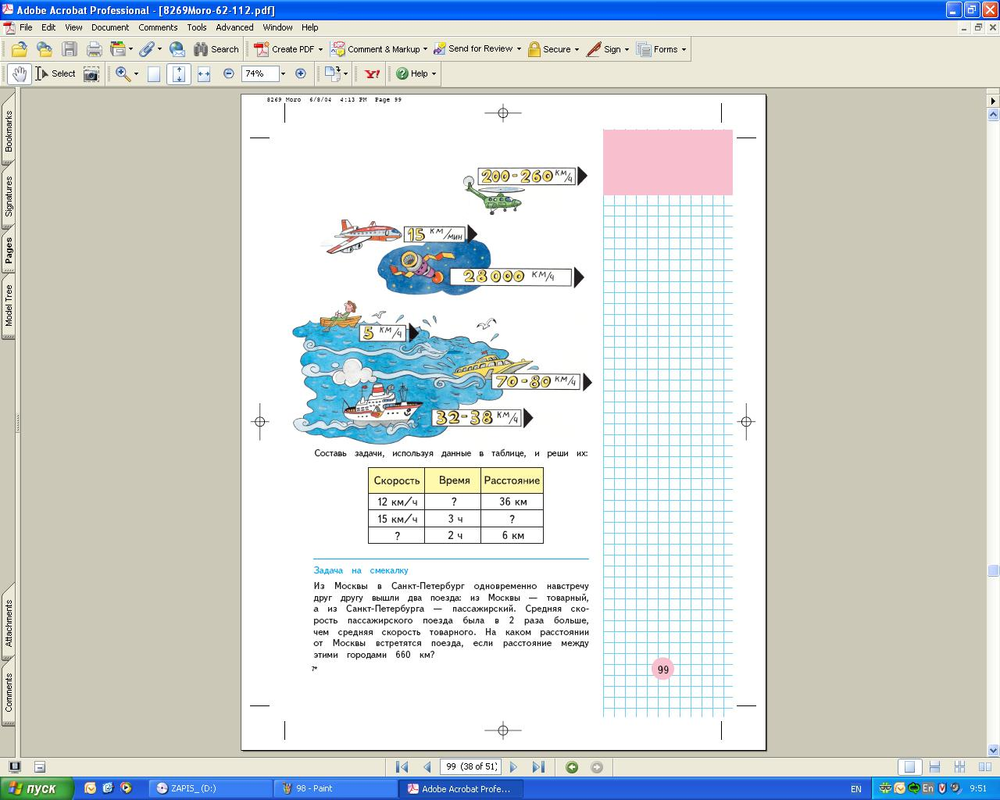 Adobe Acrobat Professional - [8269Moro-62-112.pdf]
File Edit View Document Comments Tools Advanced Window Help
Search Create PDF Comment & Markup Send for Review Secure Sign Forms
Select 74% Y! Help
Bookmarks
Signatures
Pages
Model Tree
Attachments
Comments
8269 Moro 6/8/04 4:13 PM Page 99
200-260 км/ч
15 км/мин
28000 км/ч
5 км/ч
70-80 км/ч
32-38 км/ч
Составь задачи, используя данные в таблице, и реши их:
Скорость Время Расстояние
12 км/ч ? 36 км
15 км/ч 3 ч ?
? 2 ч 6 км
Задача на смекалку
Из Москвы в Санкт-Петербург одновременно навстречу
друг другу вышли два поезда: из Москвы — товарный,
а из Санкт-Петербурга — пассажирский. Средняя ско-
рость пассажирского поезда была в 2 раза больше,
чем средняя скорость товарного. На каком расстоянии
от Москвы встретятся поезда, если расстояние между
этими городами 660 км?
7*
99
99 (38 of 51)
пуск ZAPIS_ (D:) 98 - Paint Adobe Acrobat Profe... EN En 9:51